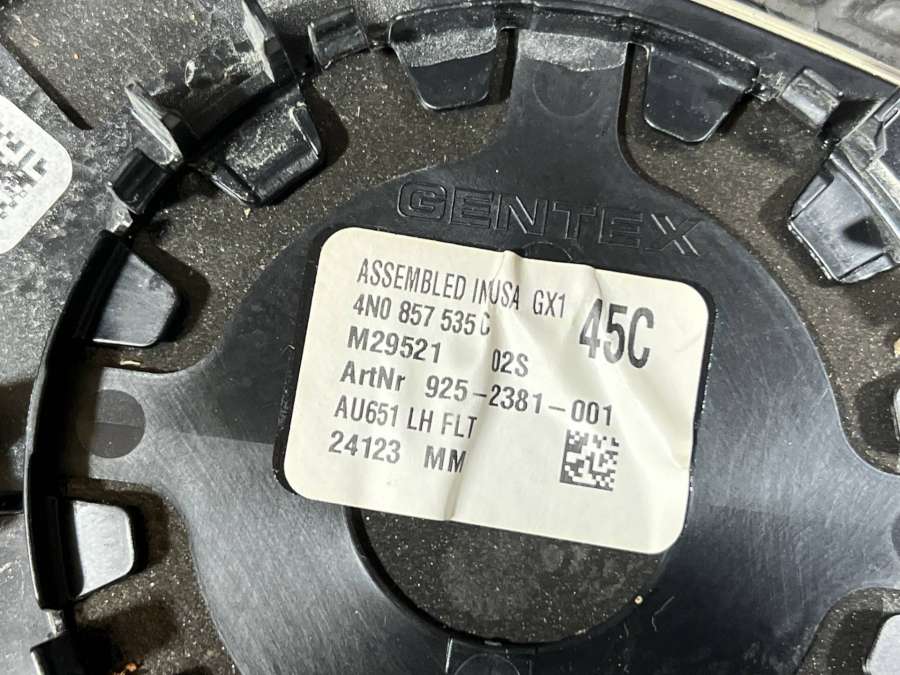 GENTEX
ASSEMBLED IN USA GX1
45C
4N0 857 535 C
M29521 02S
ArtNr 925-2381-001
AU651 LH FLT
24123 MM